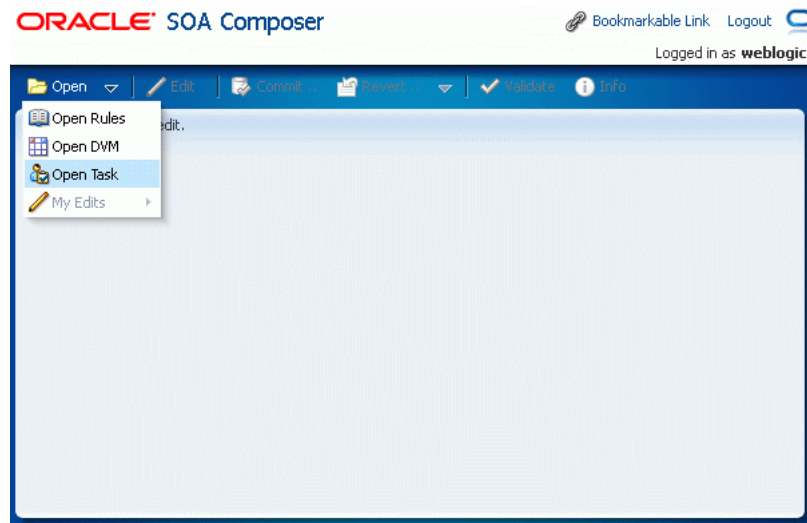 ORACLE SOA Composer
Bookmarkable Link Logout
Logged in as weblogic
Open Edit Commit .. Revert .. Validate Info
Open Rules
edit.
Open DVM
Open Task
My Edits